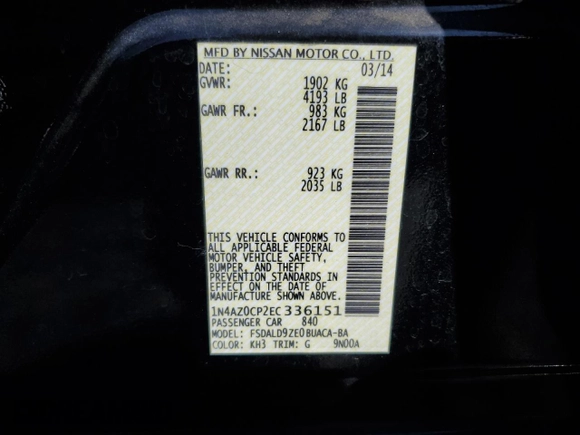 MFD BY NISSAN MOTOR CO., LTD.
DATE: 03/14
GVWR: 1902 KG
4193 LB
GAWR FR.: 983 KG
2167 LB
GAWR RR.: 923 KG
2035 LB
THIS VEHICLE CONFORMS TO
ALL APPLICABLE FEDERAL
MOTOR VEHICLE SAFETY,
BUMPER, AND THEFT
PREVENTION STANDARDS IN
EFFECT ON THE DATE OF
MANUFACTURE SHOWN ABOVE.
1N4AZ0CP2EC336151
PASSENGER CAR 840
MODEL: FSDALD9ZE0BUACA-BA
COLOR: KH3 TRIM: G 9N00A